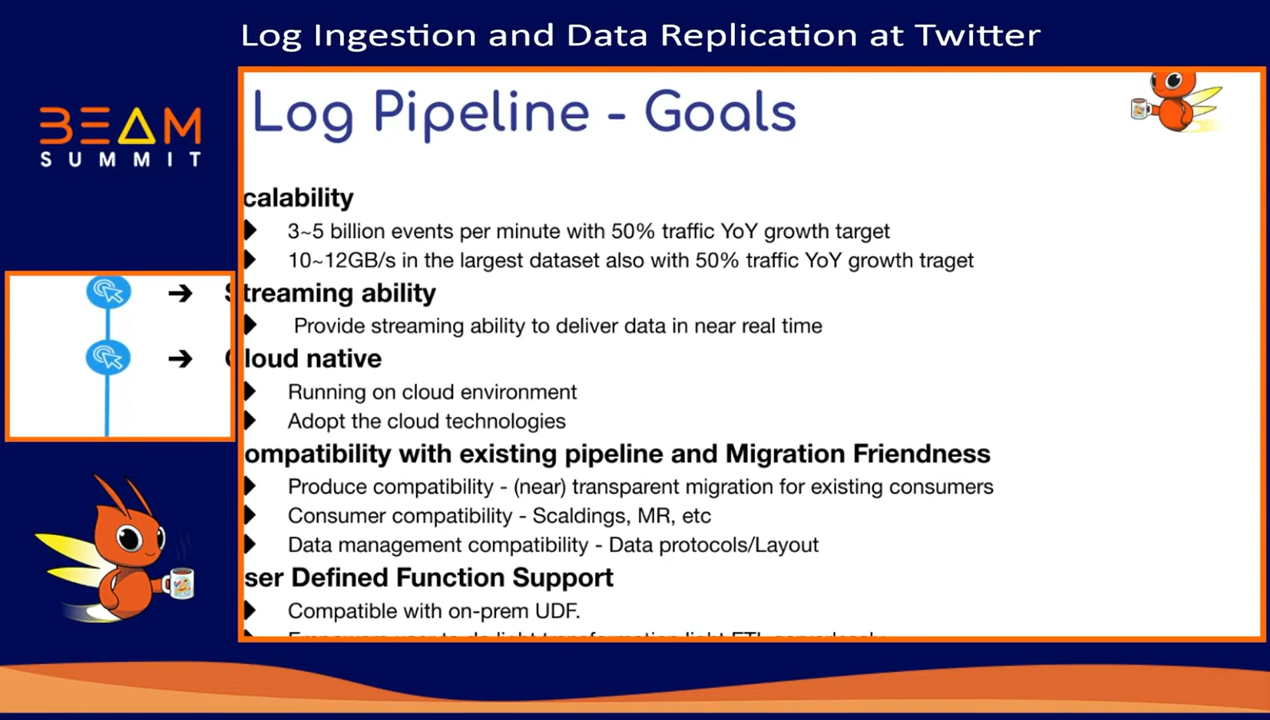 Log Ingestion and Data Replication at Twitter
BEAM
SUMMIT
Log Pipeline - Goals
calability
3~5 billion events per minute with 50% traffic YoY growth target
10~12GB/s in the largest dataset also with 50% traffic YoY growth traget
Streaming ability
Provide streaming ability to deliver data in near real time
Cloud native
Running on cloud environment
Adopt the cloud technologies
ompatibility with existing pipeline and Migration Friendness
Produce compatibility - (near) transparent migration for existing consumers
Consumer compatibility - Scaldings, MR, etc
Data management compatibility - Data protocols/Layout
ser Defined Function Support
Compatible with on-prem UDF.